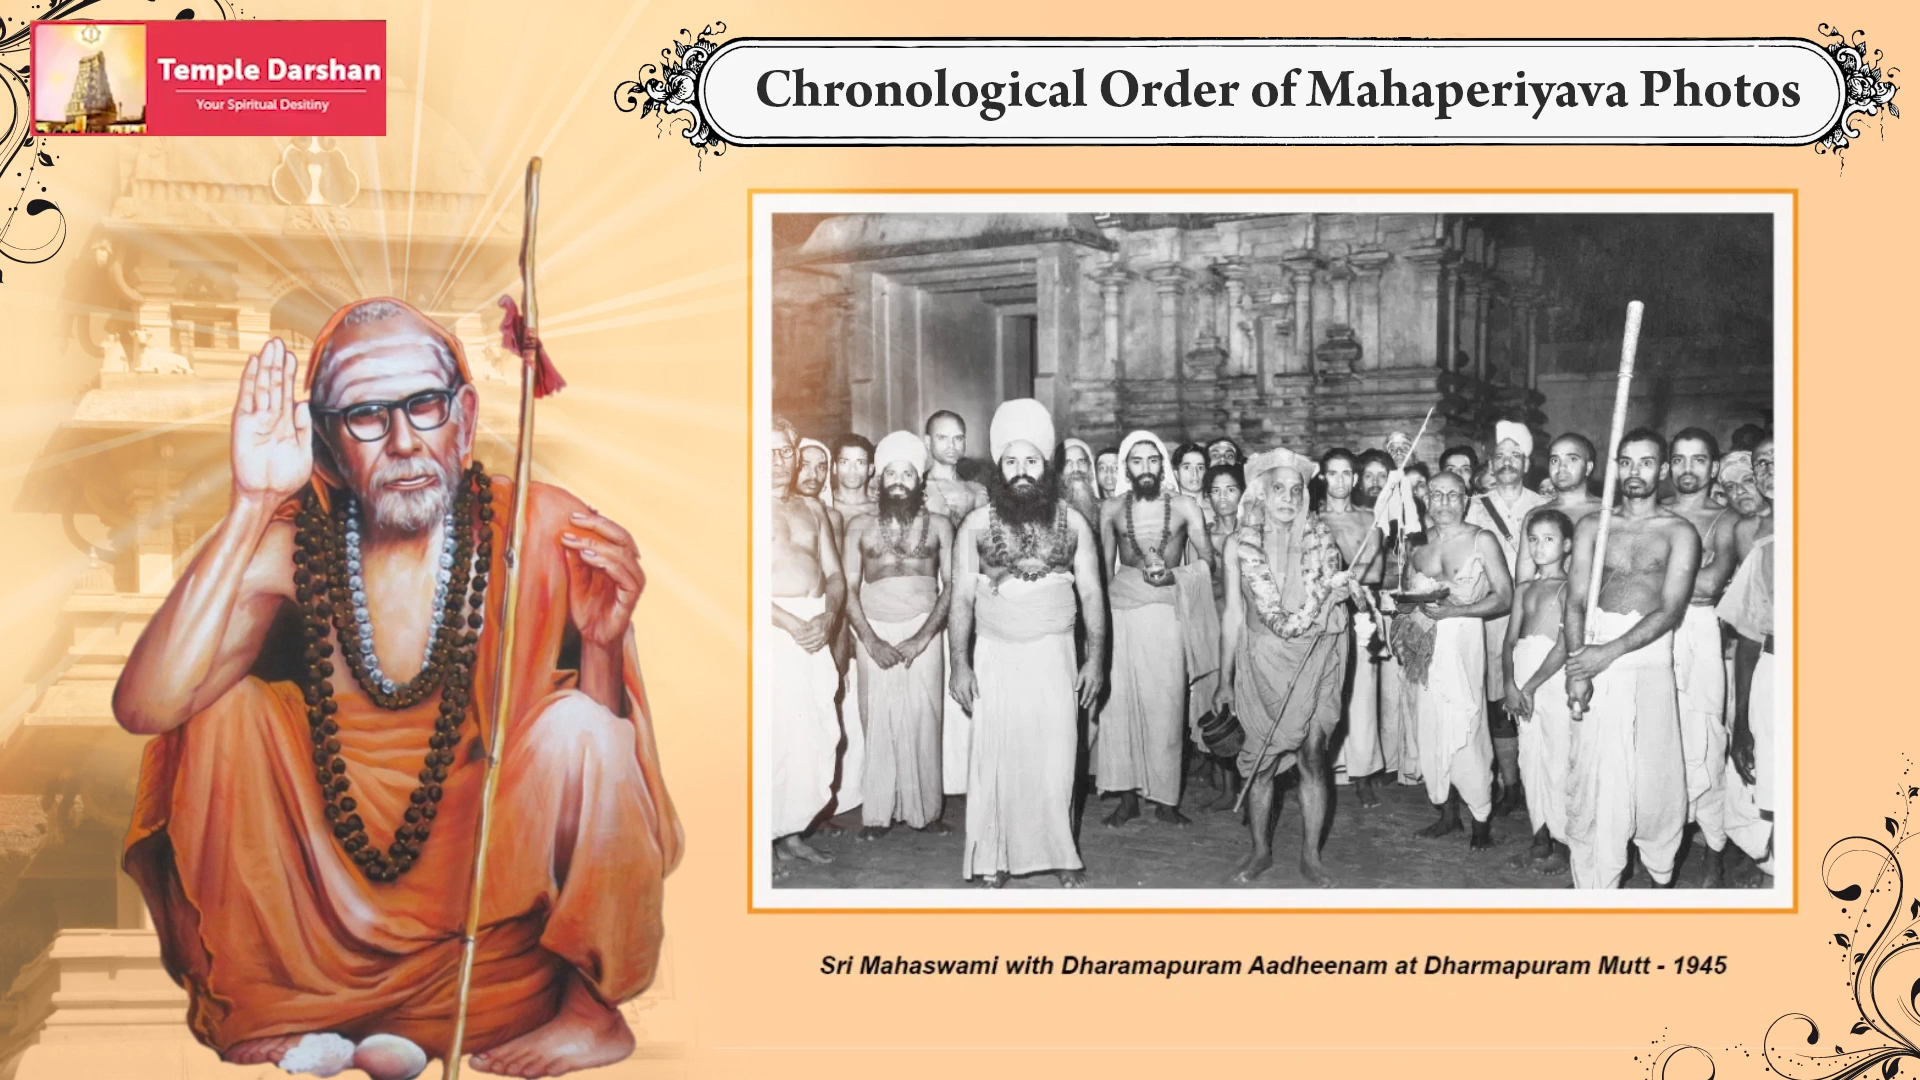 Temple Darshan
Your Spiritual Desitiny
Chronological Order of Mahaperiyava Photos
Sri Mahaswami with Dharamapuram Aadheenam at Dharmapuram Mutt - 1945